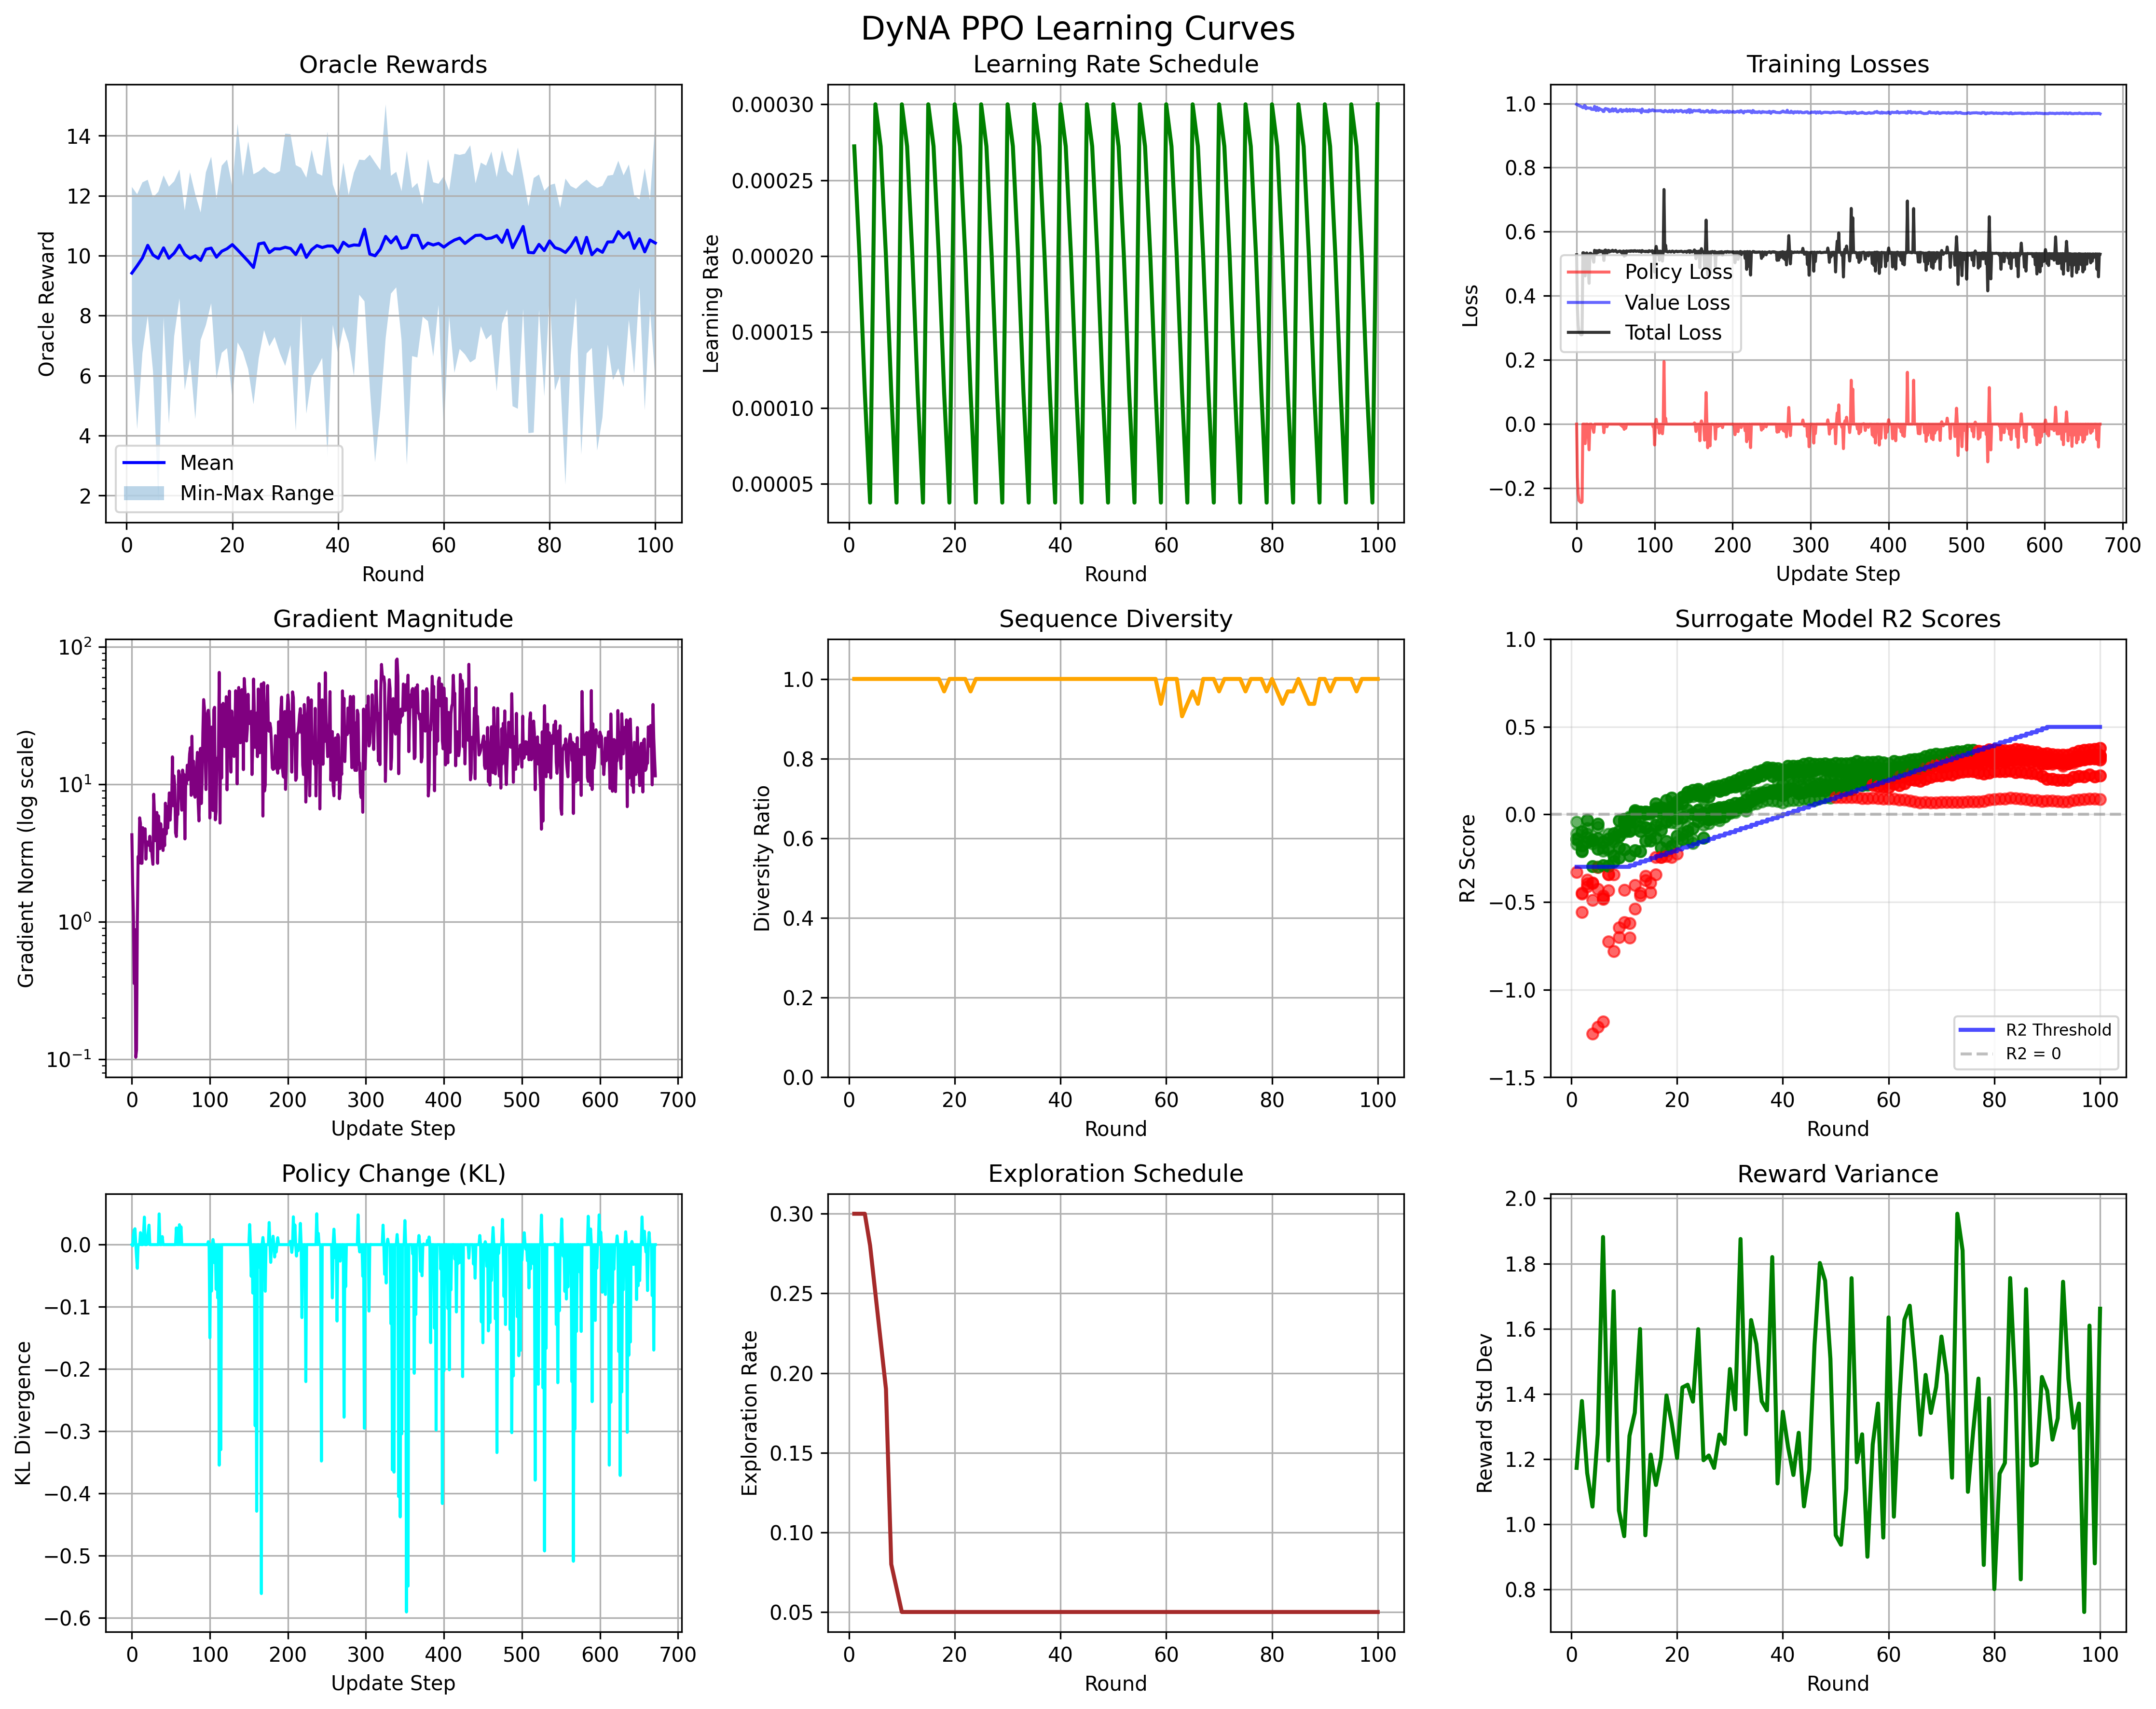 DyNA PPO Learning Curves
Oracle Rewards
Oracle Reward
14
12
10
8
6
4
2
Mean
Min-Max Range
0 20 40 60 80 100
Round
Learning Rate Schedule
Learning Rate
0.00030
0.00025
0.00020
0.00015
0.00010
0.00005
0 20 40 60 80 100
Round
Training Losses
Loss
1.0
0.8
0.6
0.4
0.2
0.0
−0.2
Policy Loss
Value Loss
Total Loss
0 100 200 300 400 500 600 700
Update Step
Gradient Magnitude
Gradient Norm (log scale)
10²
10¹
10⁰
10⁻¹
0 100 200 300 400 500 600 700
Update Step
Sequence Diversity
Diversity Ratio
1.0
0.8
0.6
0.4
0.2
0.0
0 20 40 60 80 100
Round
Surrogate Model R2 Scores
R2 Score
1.0
0.5
0.0
−0.5
−1.0
−1.5
R2 Threshold
R2 = 0
0 20 40 60 80 100
Round
Policy Change (KL)
KL Divergence
0.0
−0.1
−0.2
−0.3
−0.4
−0.5
−0.6
0 100 200 300 400 500 600 700
Update Step
Exploration Schedule
Exploration Rate
0.30
0.25
0.20
0.15
0.10
0.05
0 20 40 60 80 100
Round
Reward Variance
Reward Std Dev
2.0
1.8
1.6
1.4
1.2
1.0
0.8
0 20 40 60 80 100
Round